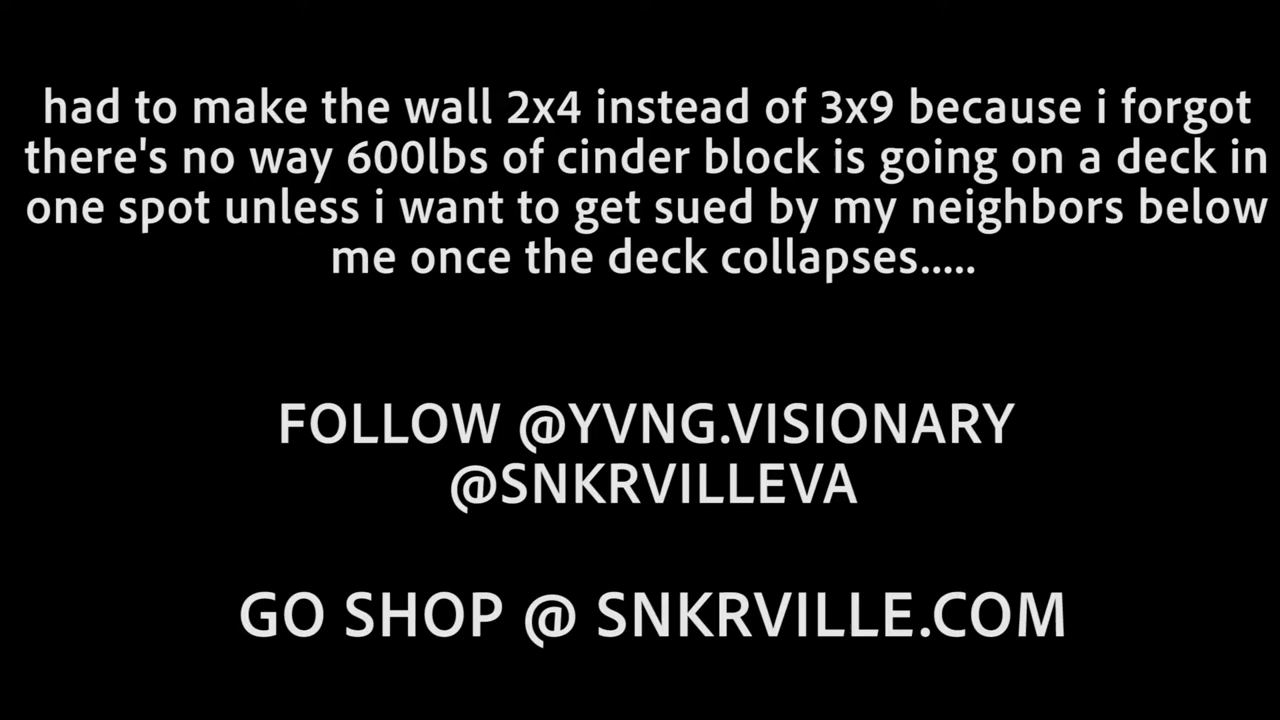 had to make the wall 2x4 instead of 3x9 because i forgot
there's no way 600lbs of cinder block is going on a deck in
one spot unless i want to get sued by my neighbors below
me once the deck collapses.....
FOLLOW @YVNG.VISIONARY
@SNKRVILLEVA
GO SHOP @ SNKRVILLE.COM